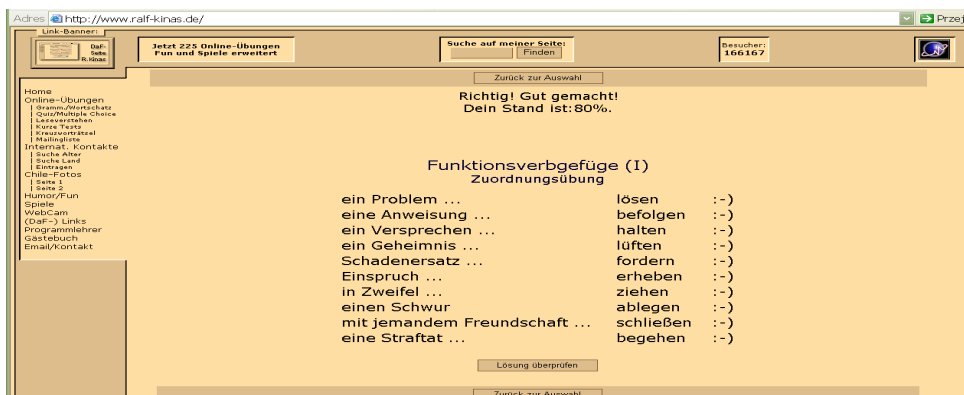 Adres http://www.ralf-kinas.de/ Przej
Link-Banner:
DaF-
Seite
R.Kinas
Jetzt 225 Online-Übungen
Fun und Spiele erweitert
Suche auf meiner Seite:
Finden
Besucher:
166167
Home
Online-Übungen
| Gramm./Wortschatz
| Quiz/Multiple Choice
| Leseverstehen
| Kurze Tests
| Kreuzworträtsel
| Mailingliste
Internat. Kontakte
| Suche Alter
| Suche Land
| Eintragen
Chile-Fotos
| Seite 1
| Seite 2
Humor/Fun
Spiele
WebCam
(DaF-) Links
Programmlehrer
Gästebuch
Email/Kontakt
Zurück zur Auswahl
Richtig! Gut gemacht!
Dein Stand ist:80%.
Funktionsverbgefüge (I)
Zuordnungsübung
ein Problem ... lösen :-)
eine Anweisung ... befolgen :-)
ein Versprechen ... halten :-)
ein Geheimnis ... lüften :-)
Schadenersatz ... fordern :-)
Einspruch ... erheben :-)
in Zweifel ... ziehen :-)
einen Schwur ablegen :-)
mit jemandem Freundschaft ... schließen :-)
eine Straftat ... begehen :-)
Lösung überprüfen
Zurück zur Auswahl